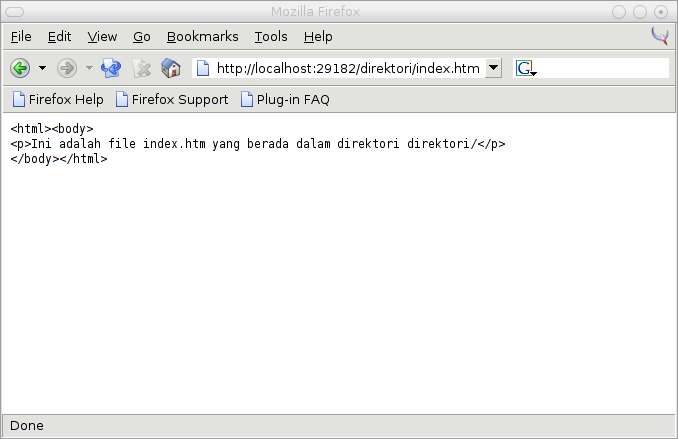 Mozilla Firefox
File Edit View Go Bookmarks Tools Help
http://localhost:29182/direktori/index.htm G
Firefox Help Firefox Support Plug-in FAQ
<html><body>
<p>Ini adalah file index.htm yang berada dalam direktori direktori/</p>
</body></html>
Done